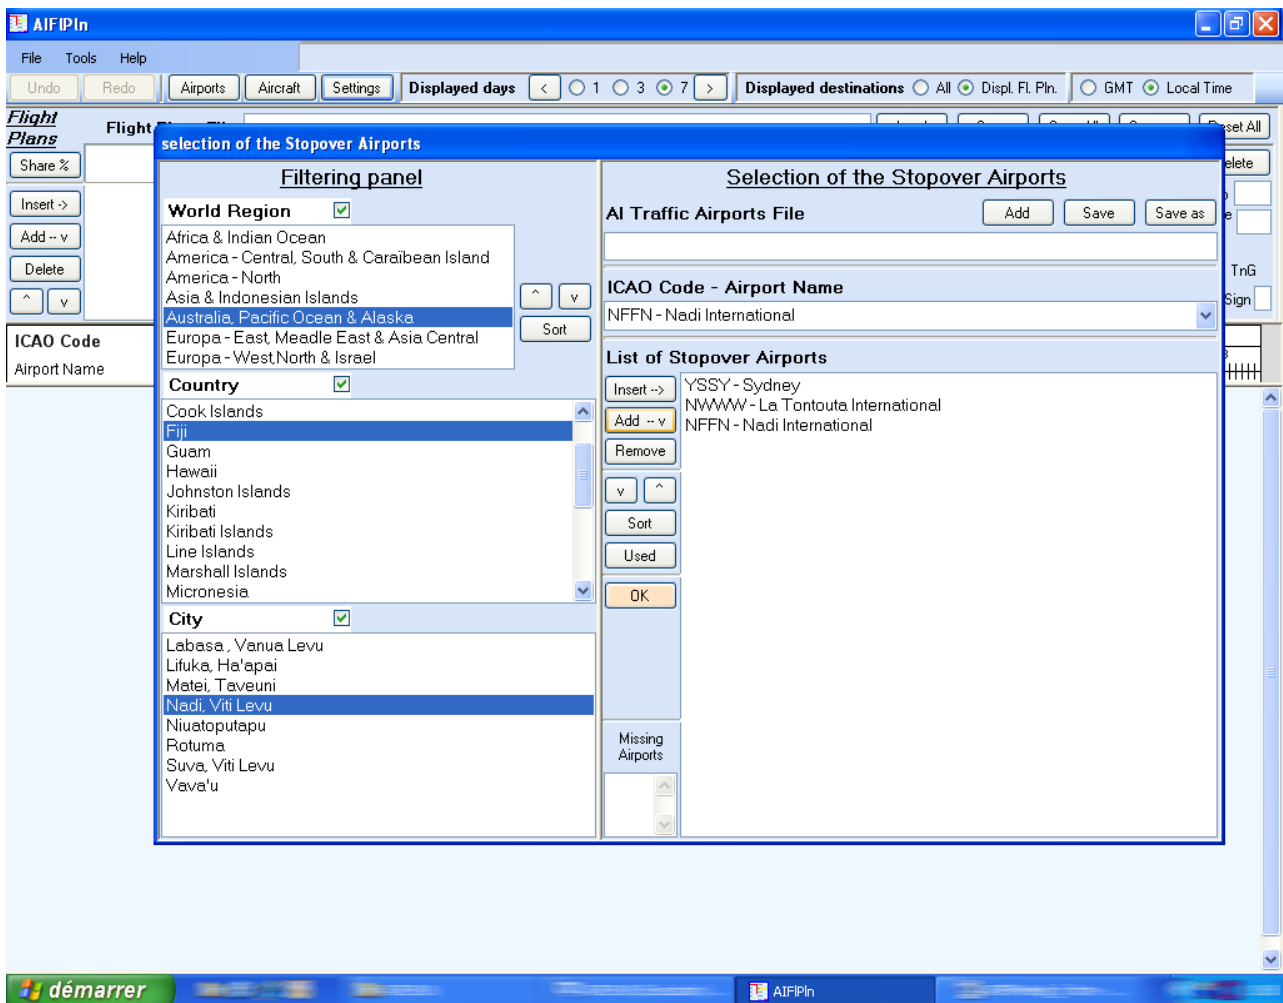 AIFlPln
File Tools Help
Undo Redo Airports Aircraft Settings Displayed days < 1 3 7 > Displayed destinations All Displ. Fl. Pln. GMT Local Time
Flight
Plans
Flight
Reset All
Share %
Insert ->
Add -- v
Delete
^ v
ICAO Code
Airport Name
TnG
Sign
selection of the Stopover Airports
Filtering panel
World Region
Africa & Indian Ocean
America - Central, South & Caraïbean Island
America - North
Asia & Indonesian Islands
Australia, Pacific Ocean & Alaska
Europa - East, Meadle East & Asia Central
Europa - West,North & Israel
^ v
Sort
Country
Cook Islands
Fiji
Guam
Hawaii
Johnston Islands
Kiribati
Kiribati Islands
Line Islands
Marshall Islands
Micronesia
City
Labasa , Vanua Levu
Lifuka, Ha'apai
Matei, Taveuni
Nadi, Viti Levu
Niuatoputapu
Rotuma
Suva, Viti Levu
Vava'u
Selection of the Stopover Airports
AI Traffic Airports File Add Save Save as
ICAO Code - Airport Name
NFFN - Nadi International
List of Stopover Airports
Insert -->
Add -- v
Remove
v ^
Sort
Used
OK
Missing
Airports
YSSY - Sydney
NWWW - La Tontouta International
NFFN - Nadi International
démarrer
AIFlPln